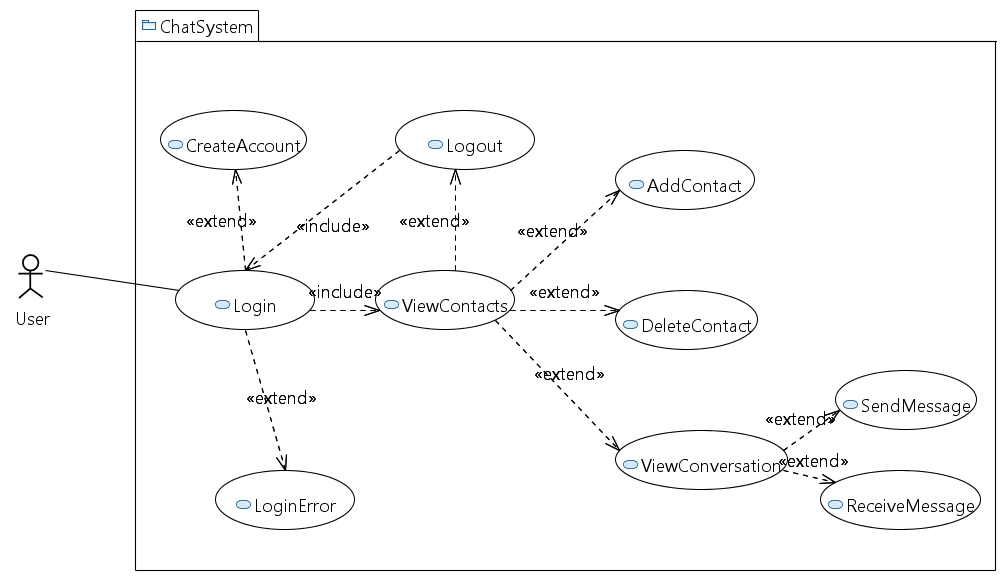 ChatSystem
CreateAccount
Logout
AddContact
«extend»
«include»
«extend»
«extend»
User
Login
«include»
ViewContacts
«extend»
DeleteContact
«extend»
«extend»
«extend»
SendMessage
ViewConversation
«extend»
LoginError
ReceiveMessage